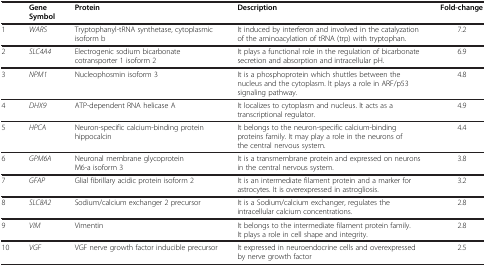 Gene Symbol Protein Description Fold-change
1 WARS Tryptophanyl-tRNA synthetase, cytoplasmic isoform b It induced by interferon and involved in the catalyzation of the aminoacylation of tRNA (trp) with tryptophan. 7.2
2 SLC4A4 Electrogenic sodium bicarbonate cotransporter 1 isoform 2 It plays a functional role in the regulation of bicarbonate secretion and absorption and intracellular pH. 6.9
3 NPM1 Nucleophosmin isoform 3 It is a phosphoprotein which shuttles between the nucleus and the cytoplasm. It plays a role in ARF/p53 signaling pathway. 4.8
4 DHX9 ATP-dependent RNA helicase A It localizes to cytoplasm and nucleus. It acts as a transcriptional regulator. 4.9
5 HPCA Neuron-specific calcium-binding protein hippocalcin It belongs to the neuron-specific calcium-binding proteins family. It may play a role in the neurons of the central nervous system. 4.4
6 GPM6A Neuronal membrane glycoprotein M6-a isoform 3 It is a transmembrane protein and expressed on neurons in the central nervous system. 3.8
7 GFAP Glial fibrillary acidic protein isoform 2 It is an intermediate filament protein and a marker for astrocytes. It is overexpressed in astrogliosis. 3.2
8 SLC8A2 Sodium/calcium exchanger 2 precursor It is a Sodium/calcium exchanger, regulates the intracellular calcium concentrations. 2.8
9 VIM Vimentin It belongs to the intermediate filament protein family. It plays a role in cell shape and integrity. 2.8
10 VGF VGF nerve growth factor inducible precursor It expressed in neuroendocrine cells and overexpressed by nerve growth factor 2.5